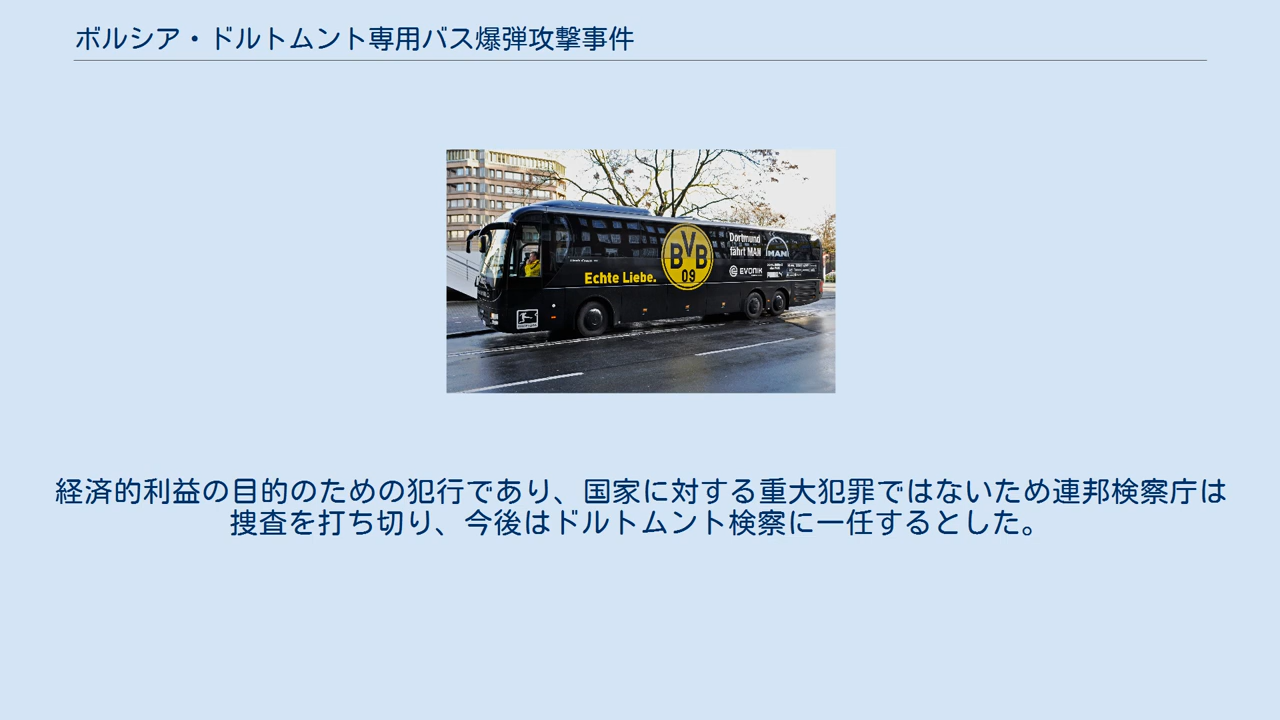 ボルシア・ドルトムント専用バス爆弾攻撃事件
Echte Liebe.
BVB
09
Dortmund
fährt MAN
MAN
EVONIK
経済的利益の目的のための犯行であり、国家に対する重大犯罪ではないため連邦検察庁は
捜査を打ち切り、今後はドルトムント検察に一任するとした。